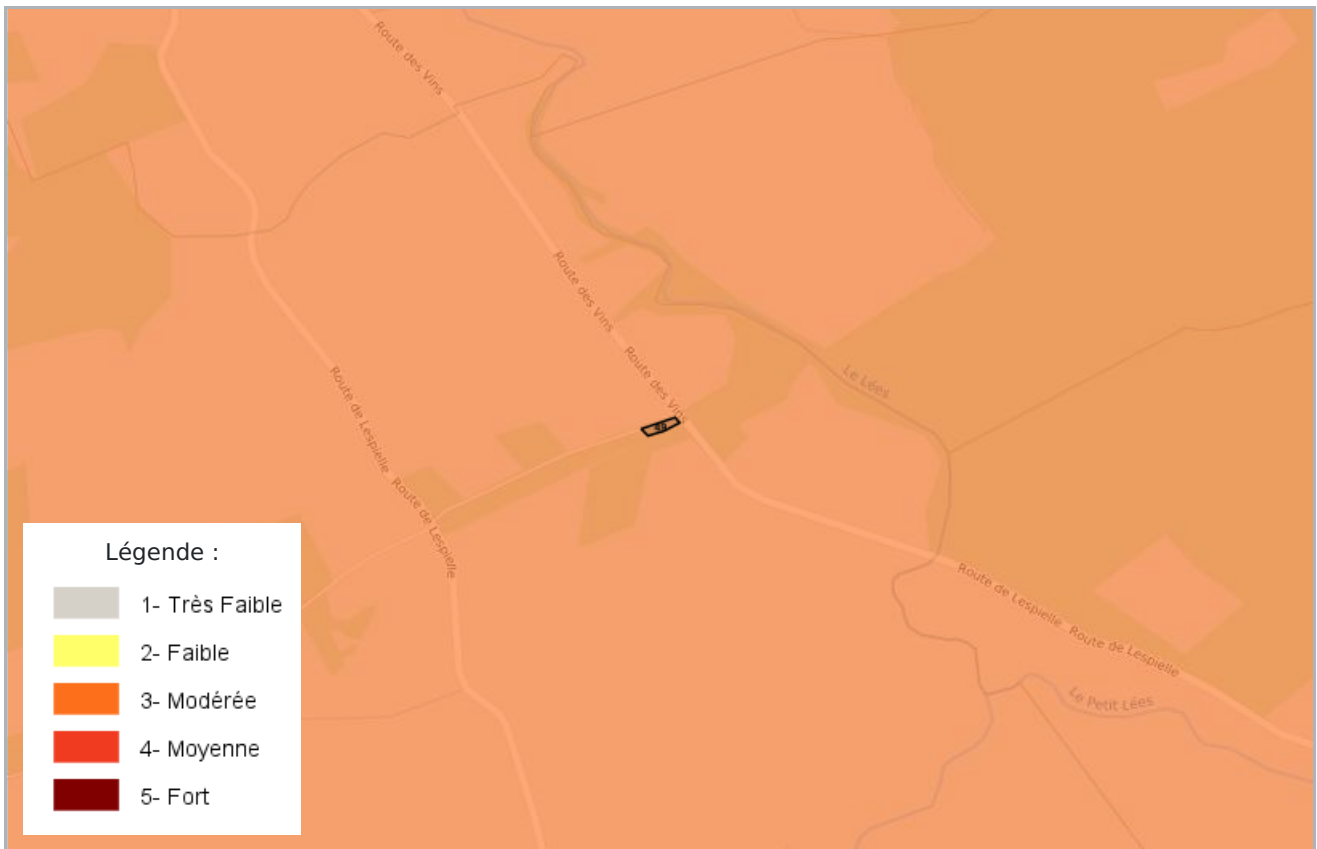 Route des Vins
Route des Vins
Route des Vins
Le Lées
Route de Lespielle
Route de Lespielle
Route de Lespielle
Route de Lespielle
Le Petit Lées
Légende :
1- Très Faible
2- Faible
3- Modérée
4- Moyenne
5- Fort